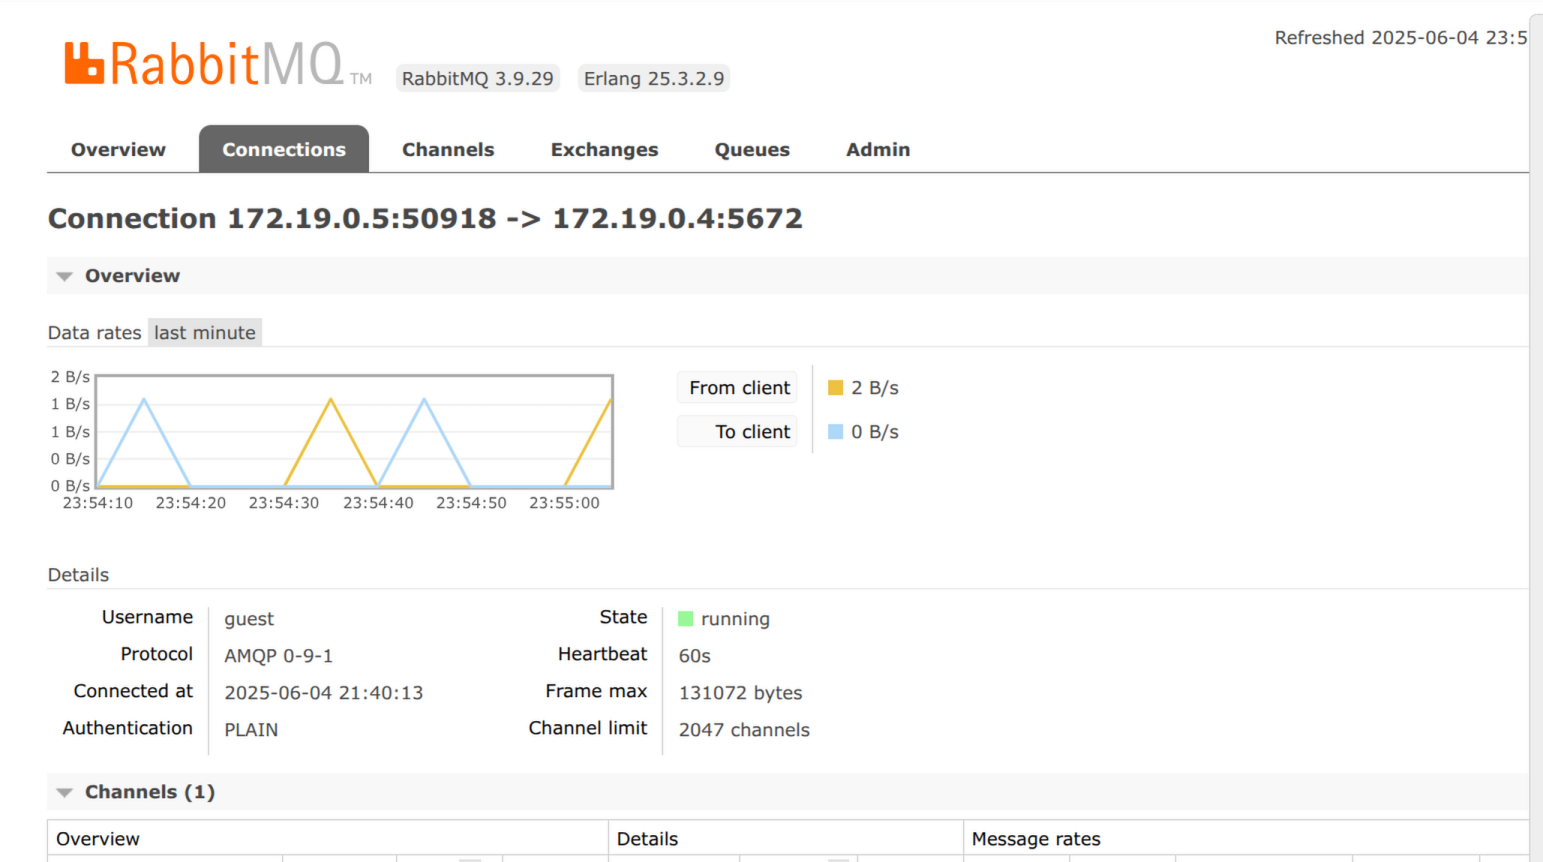 Refreshed 2025-06-04 23:5
RabbitMQ TM RabbitMQ 3.9.29 Erlang 25.3.2.9
Overview Connections Channels Exchanges Queues Admin
Connection 172.19.0.5:50918 -> 172.19.0.4:5672
Overview
Data rates last minute
2 B/s
1 B/s
1 B/s
0 B/s
0 B/s
23:54:10 23:54:20 23:54:30 23:54:40 23:54:50 23:55:00
From client 2 B/s
To client 0 B/s
Details
Username guest
Protocol AMQP 0-9-1
Connected at 2025-06-04 21:40:13
Authentication PLAIN
State running
Heartbeat 60s
Frame max 131072 bytes
Channel limit 2047 channels
Channels (1)
Overview Details Message rates